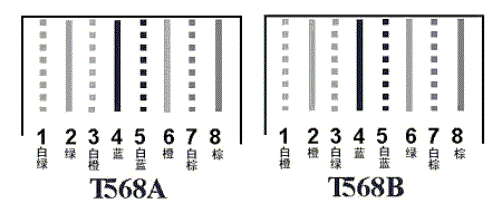 1 2 3 4 5 6 7 8
白绿 绿 白橙 蓝 白蓝 橙 白棕 棕
T568A
1 2 3 4 5 6 7 8
白橙 橙 白绿 蓝 白蓝 绿 白棕 棕
T568B